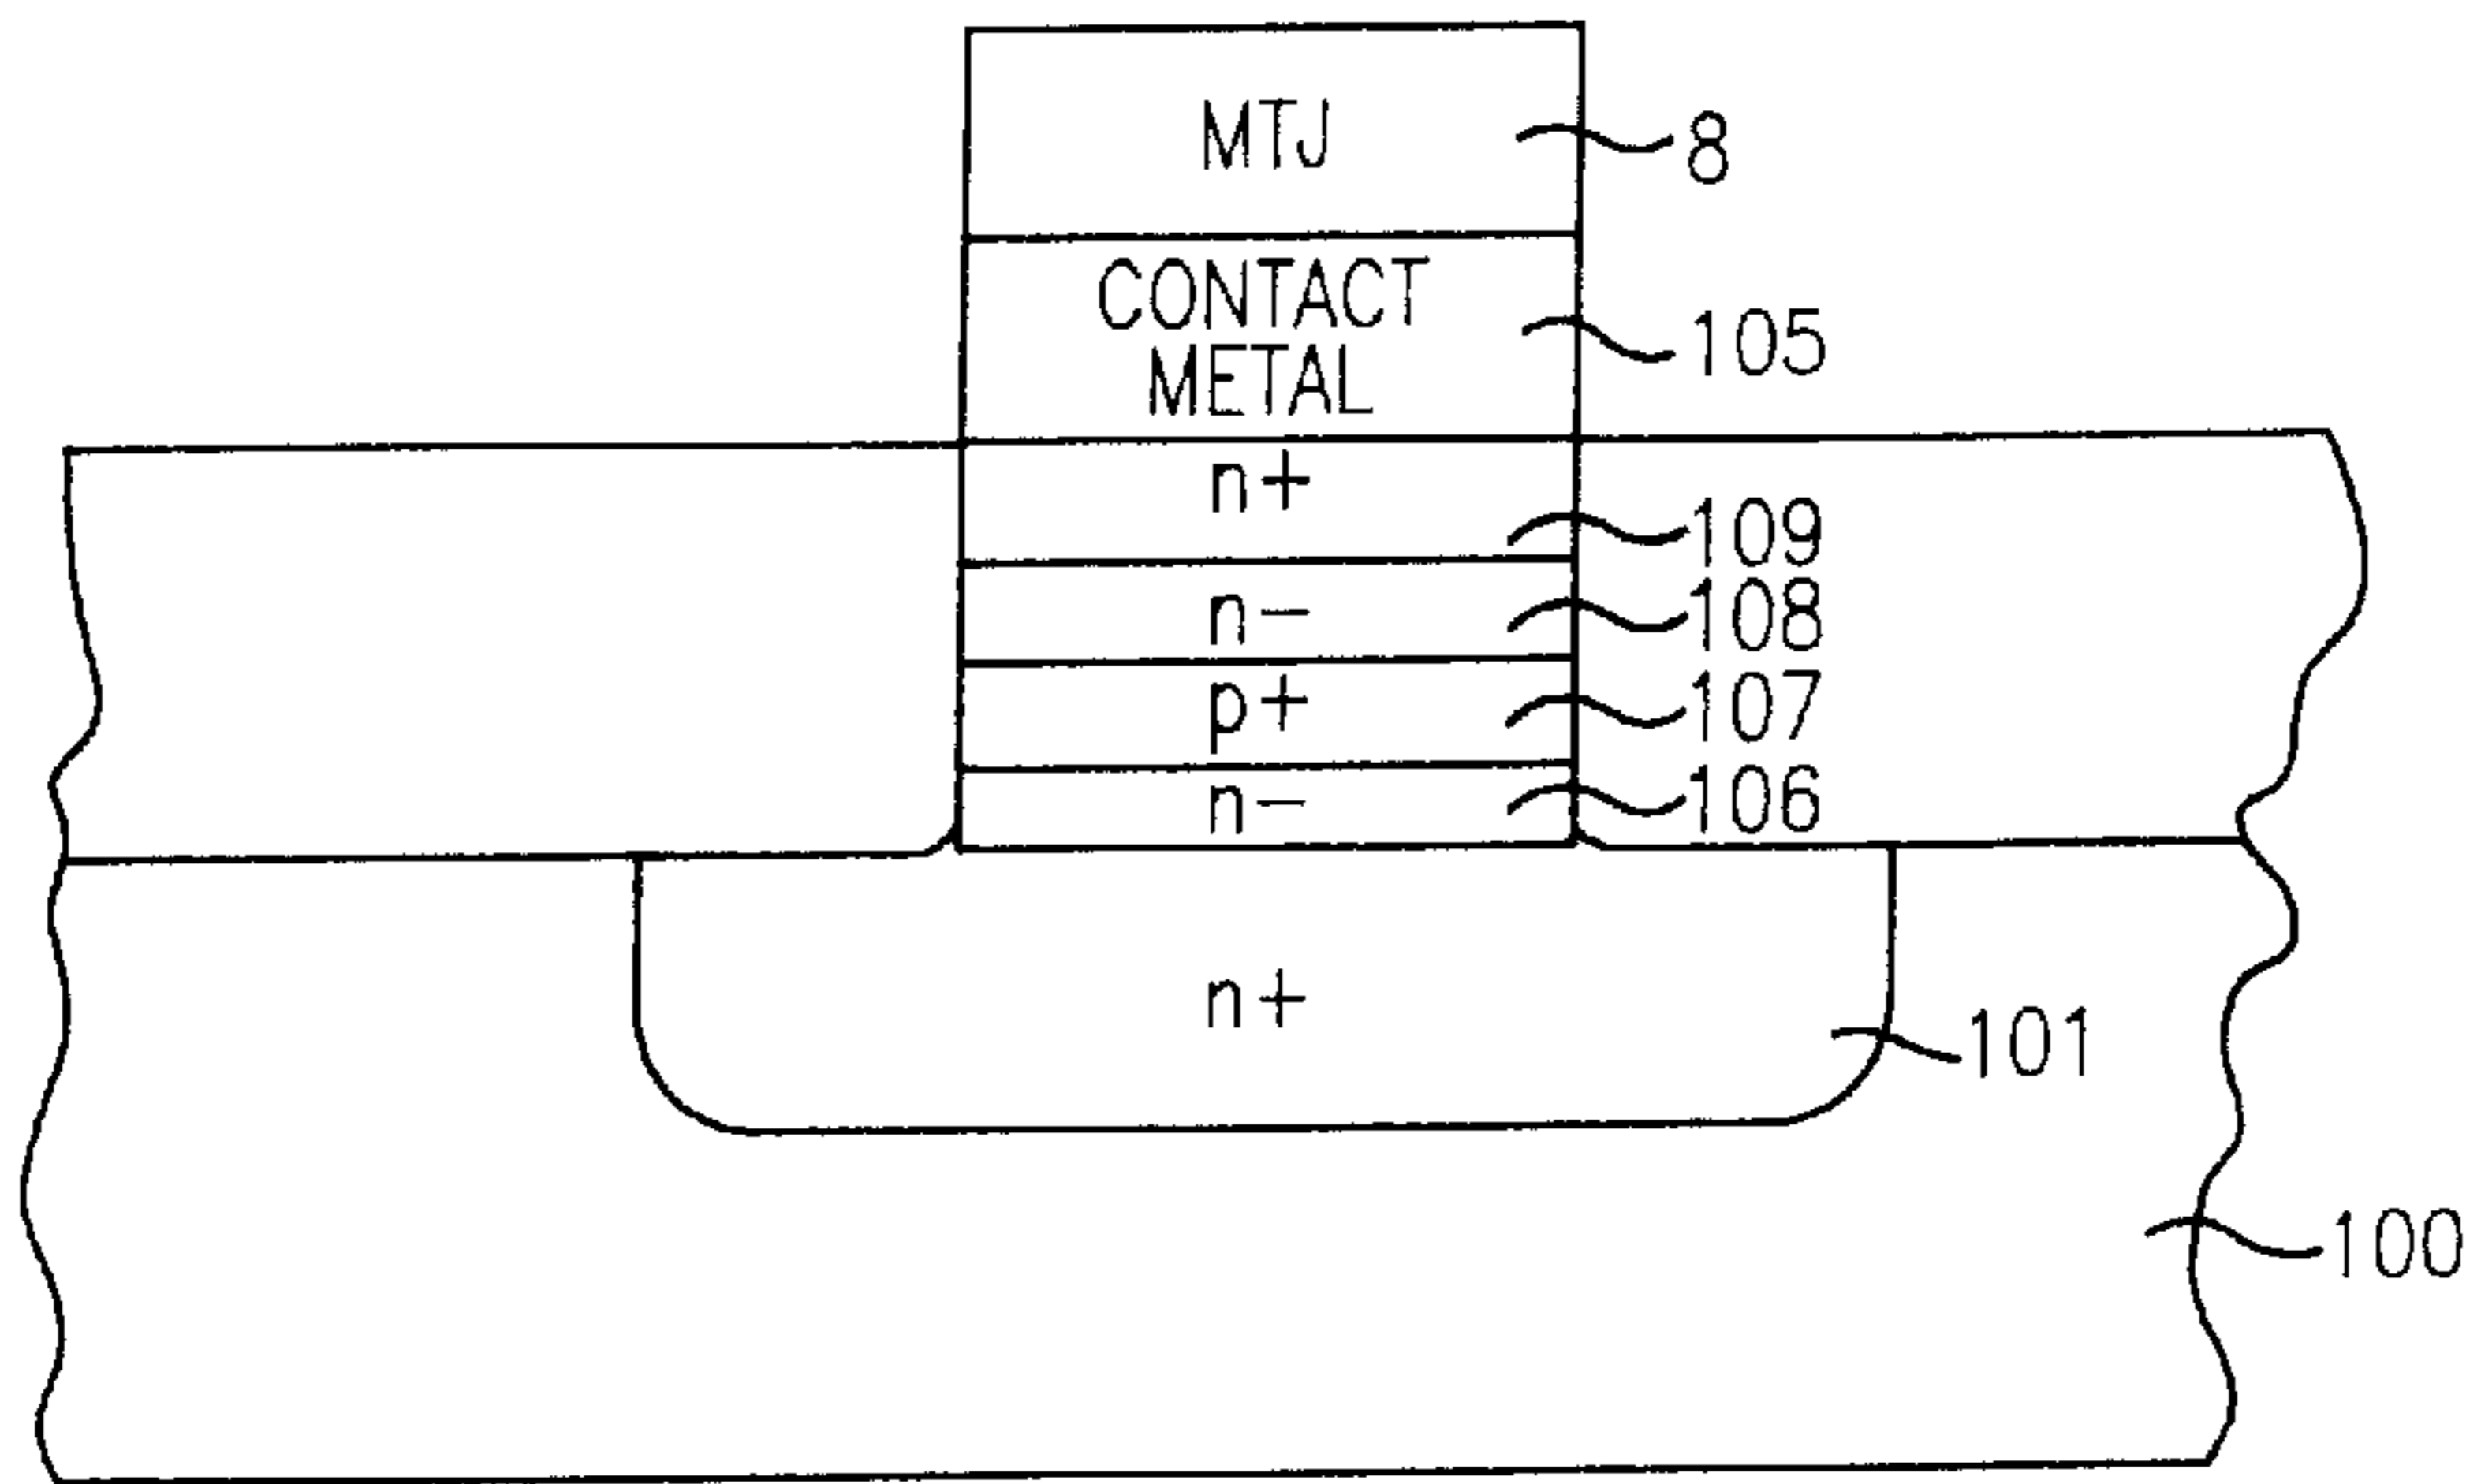 MTJ
8
CONTACT
METAL
105
n+
109
n-
108
p+
107
n-
106
n+
101
100